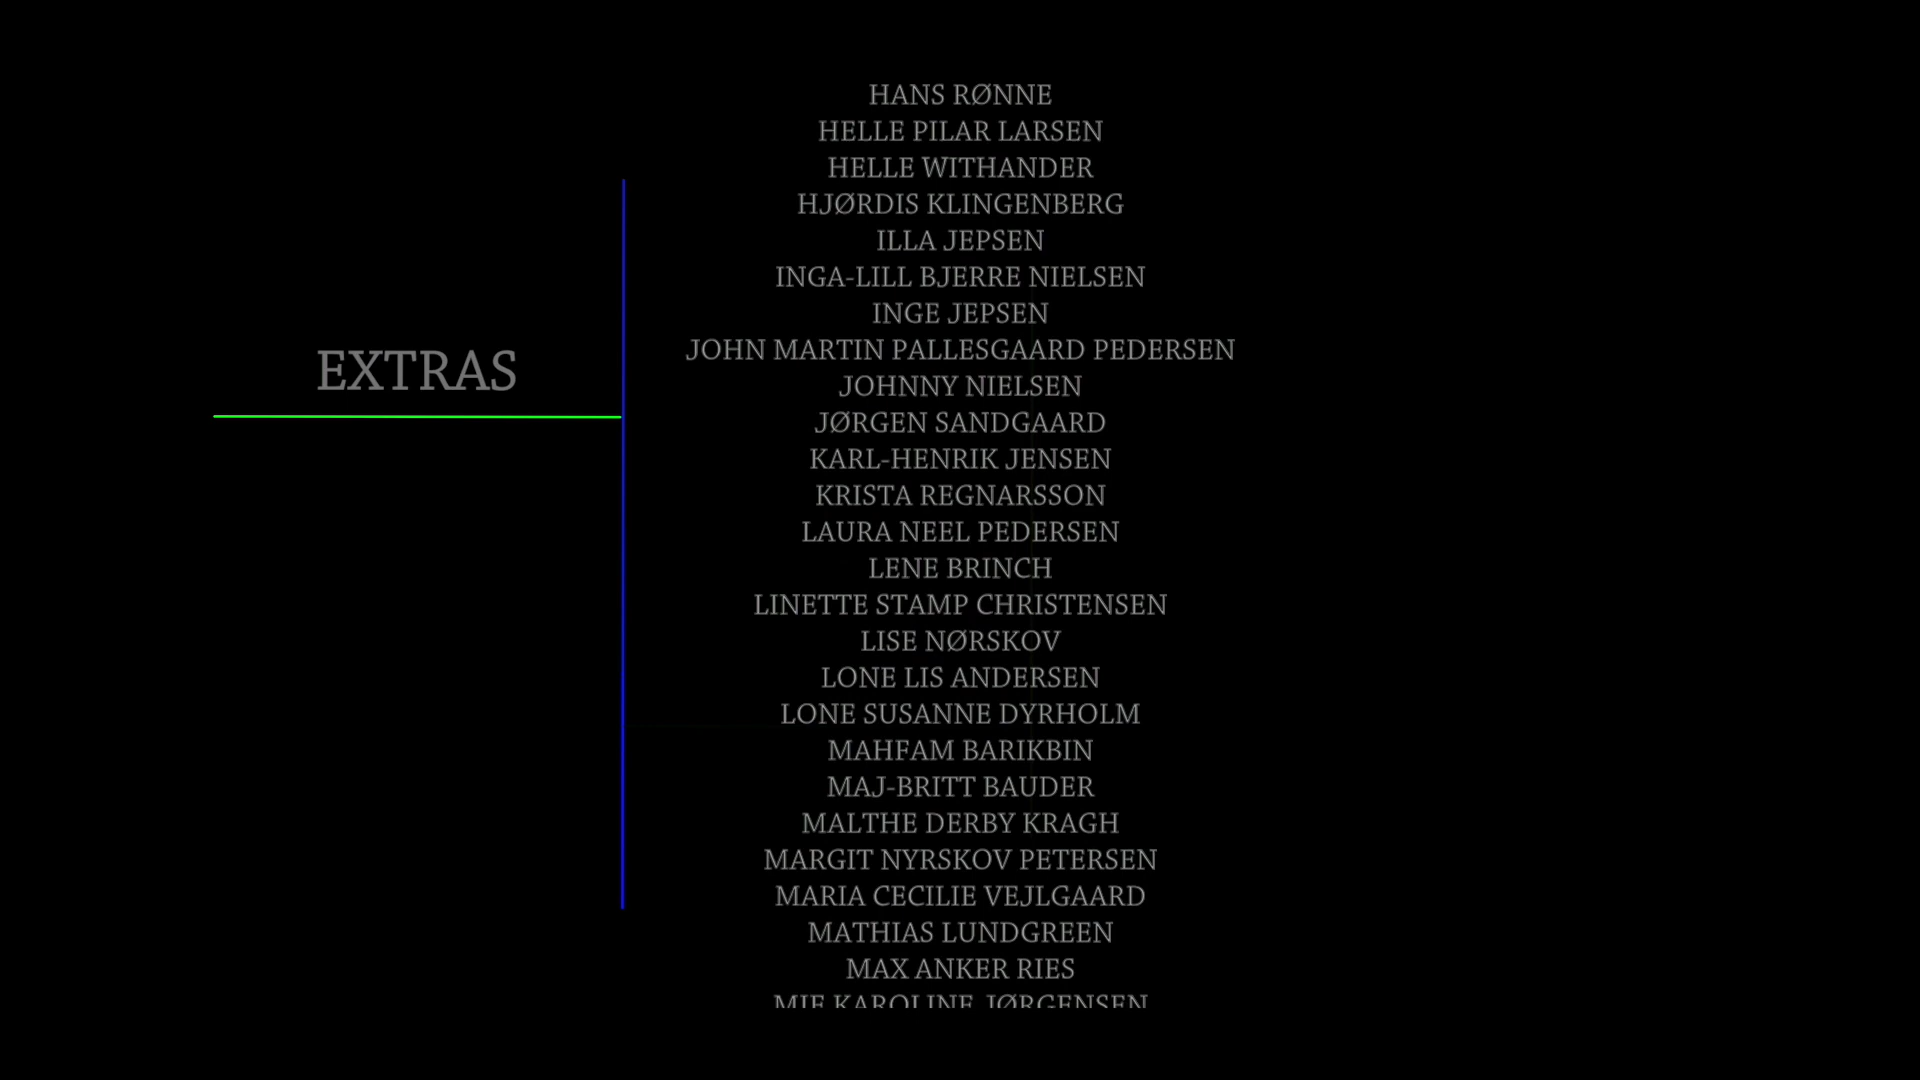 EXTRAS
HANS RØNNE
HELLE PILAR LARSEN
HELLE WITHANDER
HJØRDIS KLINGENBERG
ILLA JEPSEN
INGA-LILL BJERRE NIELSEN
INGE JEPSEN
JOHN MARTIN PALLESGAARD PEDERSEN
JOHNNY NIELSEN
JØRGEN SANDGAARD
KARL-HENRIK JENSEN
KRISTA REGNARSSON
LAURA NEEL PEDERSEN
LENE BRINCH
LINETTE STAMP CHRISTENSEN
LISE NØRSKOV
LONE LIS ANDERSEN
LONE SUSANNE DYRHOLM
MAHFAM BARIKBIN
MAJ-BRITT BAUDER
MALTHE DERBY KRAGH
MARGIT NYRSKOV PETERSEN
MARIA CECILIE VEJLGAARD
MATHIAS LUNDGREEN
MAX ANKER RIES
MIE KAROLINE JØRGENSEN